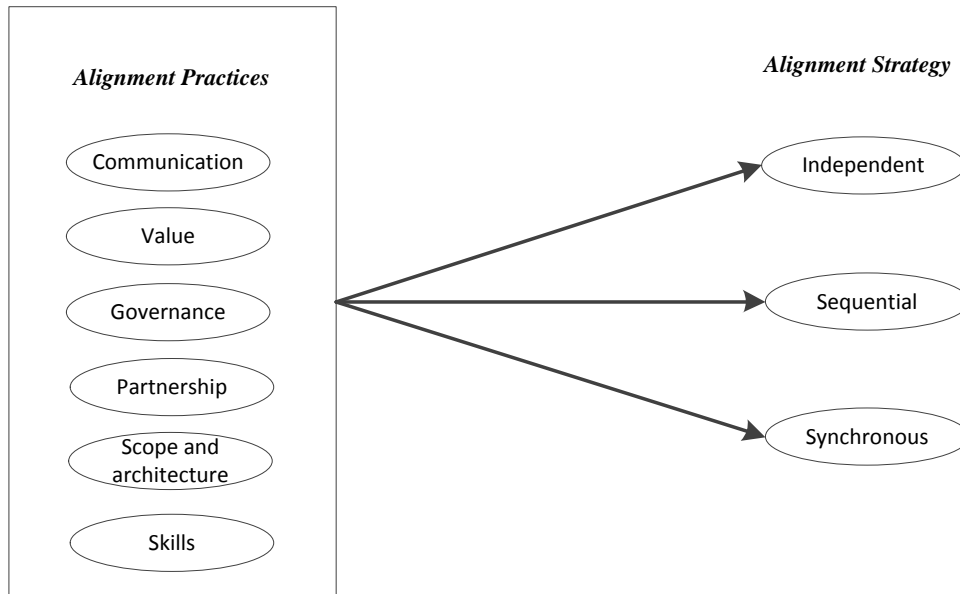 Alignment Practices
Communication
Value
Governance
Partnership
Scope and
architecture
Skills
Alignment Strategy
Independent
Sequential
Synchronous